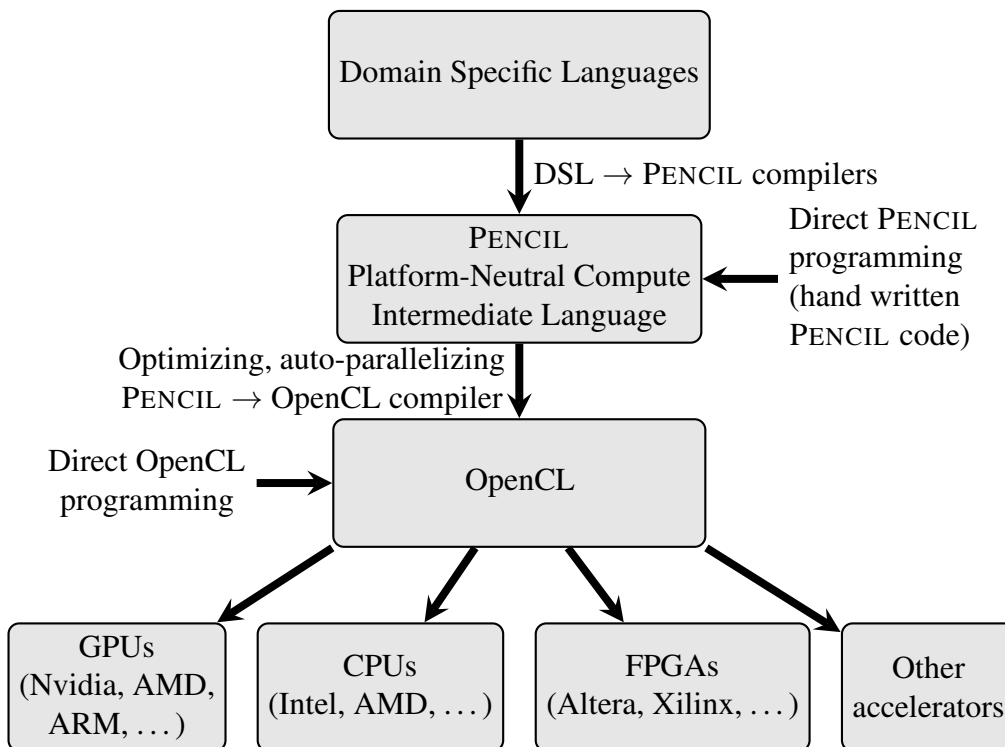 Domain Specific Languages
DSL → PENCIL compilers
PENCIL
Platform-Neutral Compute
Intermediate Language
Direct PENCIL
programming
(hand written
PENCIL code)
Optimizing, auto-parallelizing
PENCIL → OpenCL compiler
Direct OpenCL
programming
OpenCL
GPUs
(Nvidia, AMD,
ARM, . . . )
CPUs
(Intel, AMD, . . . )
FPGAs
(Altera, Xilinx, . . . )
Other
accelerators